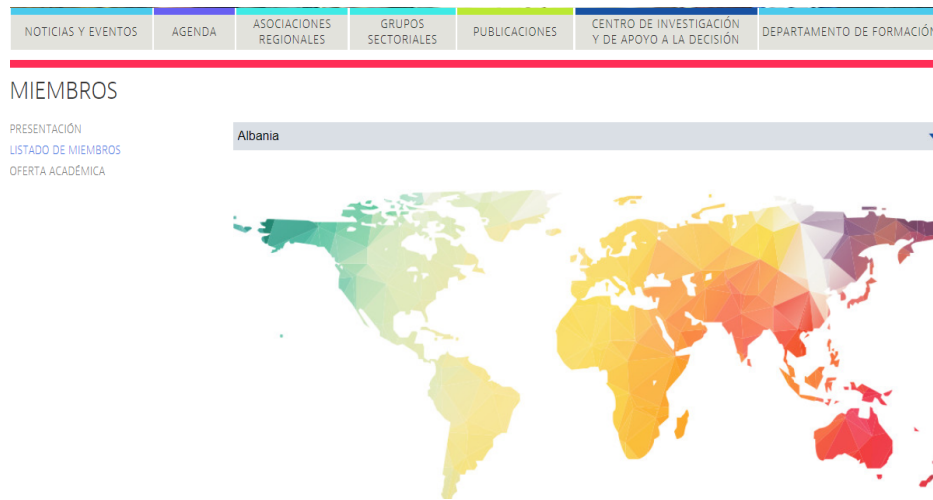 NOTICIAS Y EVENTOS
AGENDA
ASOCIACIONES
REGIONALES
GRUPOS
SECTORIALES
PUBLICACIONES
CENTRO DE INVESTIGACIÓN
Y DE APOYO A LA DECISIÓN
DEPARTAMENTO DE FORMACIÓN
MIEMBROS
PRESENTACIÓN
LISTADO DE MIEMBROS
OFERTA ACADÉMICA
Albania